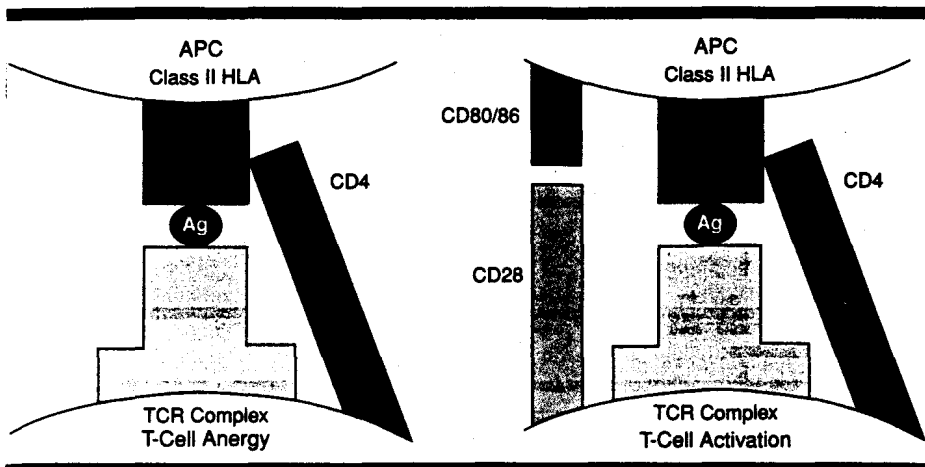 APC
Class II HLA
CD4
Ag
TCR Complex
T-Cell Anergy
APC
Class II HLA
CD80/86
CD4
Ag
CD28
TCR Complex
T-Cell Activation